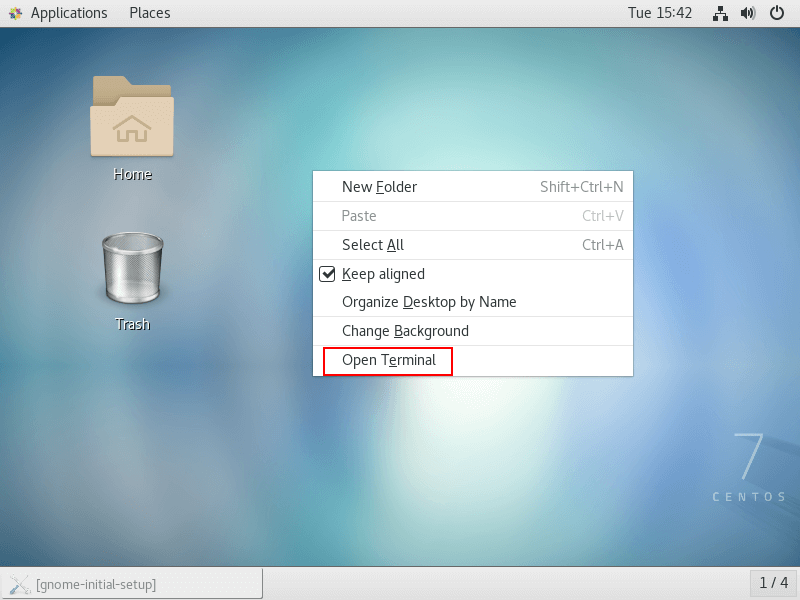 Applications Places Tue 15:42
Home
Trash
New Folder Shift+Ctrl+N
Paste Ctrl+V
Select All Ctrl+A
Keep aligned
Organize Desktop by Name
Change Background
Open Terminal
7
CENTOS
[gnome-initial-setup] 1 / 4